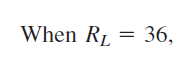 When R_L = 36,